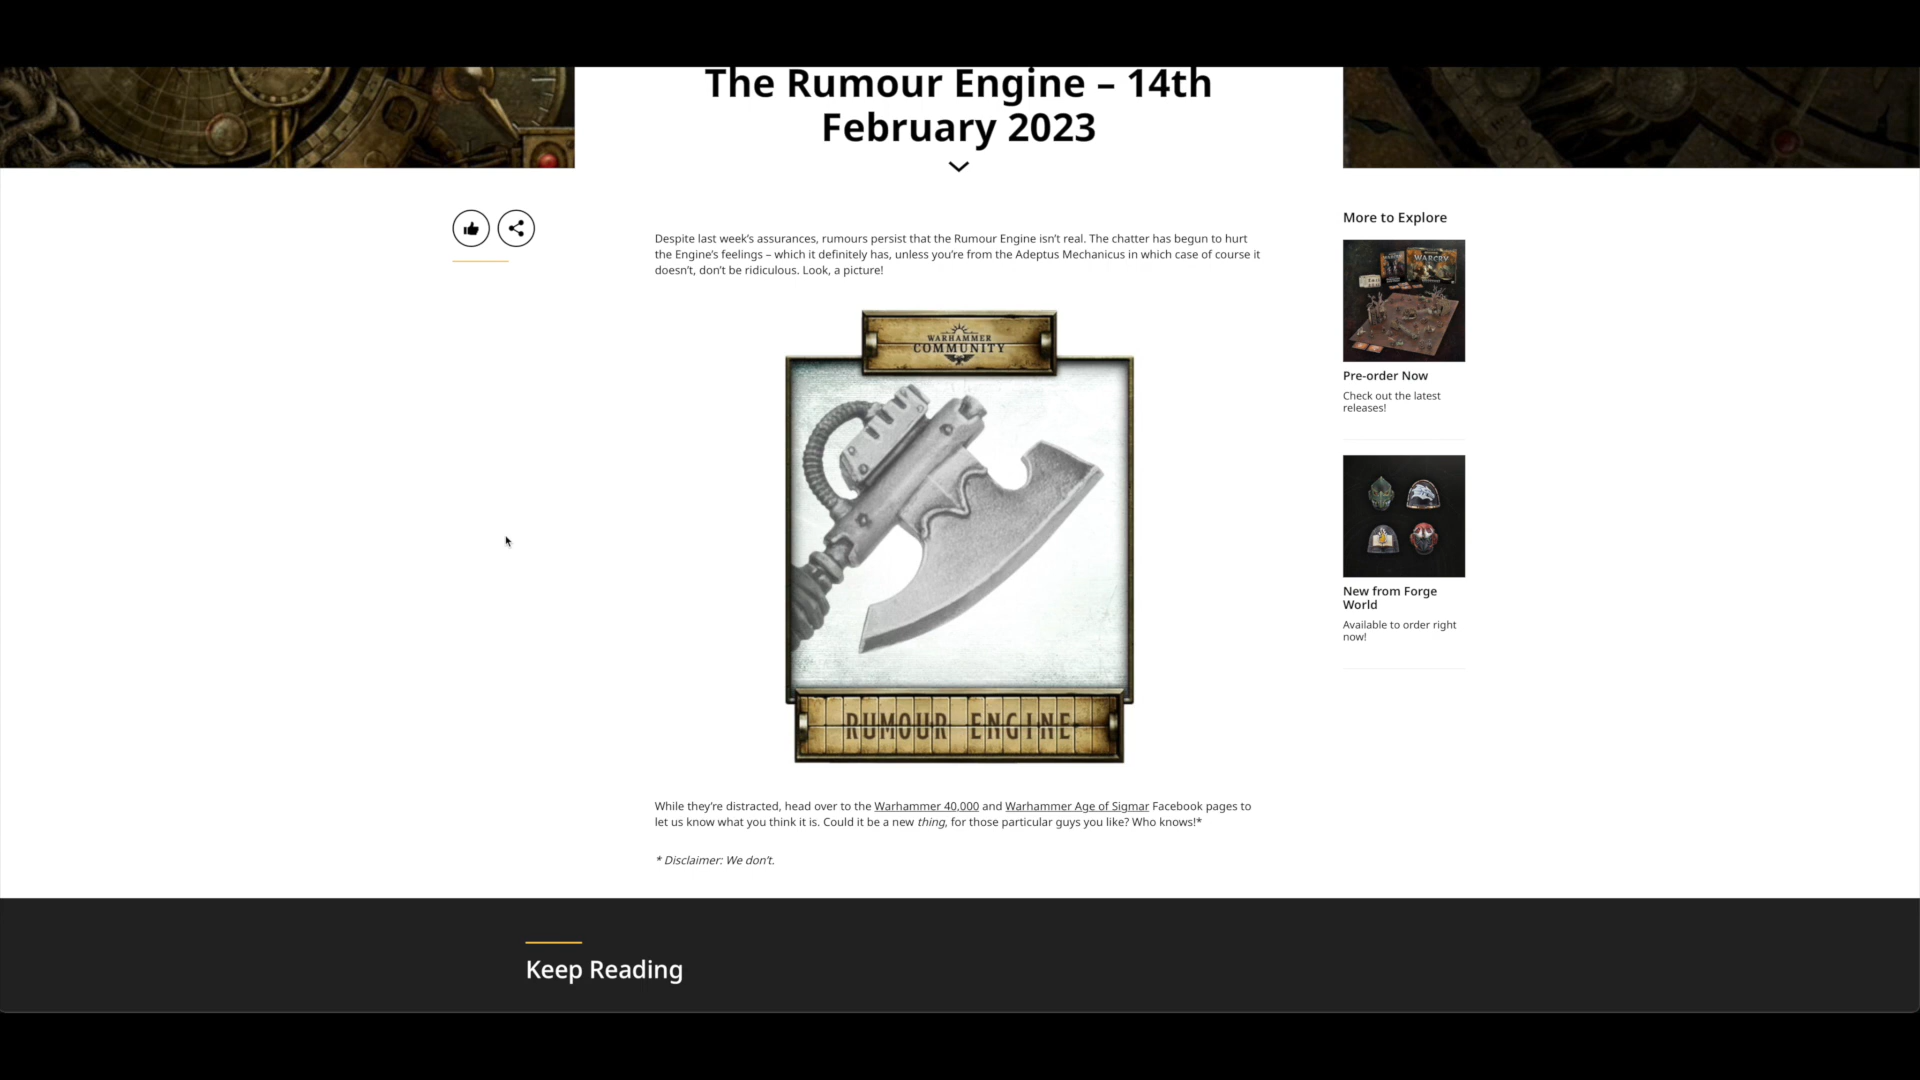 The Rumour Engine – 14th
February 2023
Despite last week’s assurances, rumours persist that the Rumour Engine isn’t real. The chatter has begun to hurt
the Engine’s feelings – which it definitely has, unless you’re from the Adeptus Mechanicus in which case of course it
doesn’t, don’t be ridiculous. Look, a picture!
WARHAMMER
COMMUNITY
RUMOUR ENGINE
While they’re distracted, head over to the Warhammer 40,000 and Warhammer Age of Sigmar Facebook pages to
let us know what you think it is. Could it be a new thing, for those particular guys you like? Who knows!*
* Disclaimer: We don’t.
More to Explore
WARCRY
Pre-order Now
Check out the latest
releases!
New from Forge
World
Available to order right
now!
Keep Reading